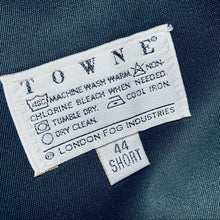 TOWNE
MACHINE WASH WARM. NON-
CHLORINE BLEACH WHEN NEEDED.
TUMBLE DRY. COOL IRON.
DRY CLEAN.
© LONDON FOG INDUSTRIES
44
SHORT